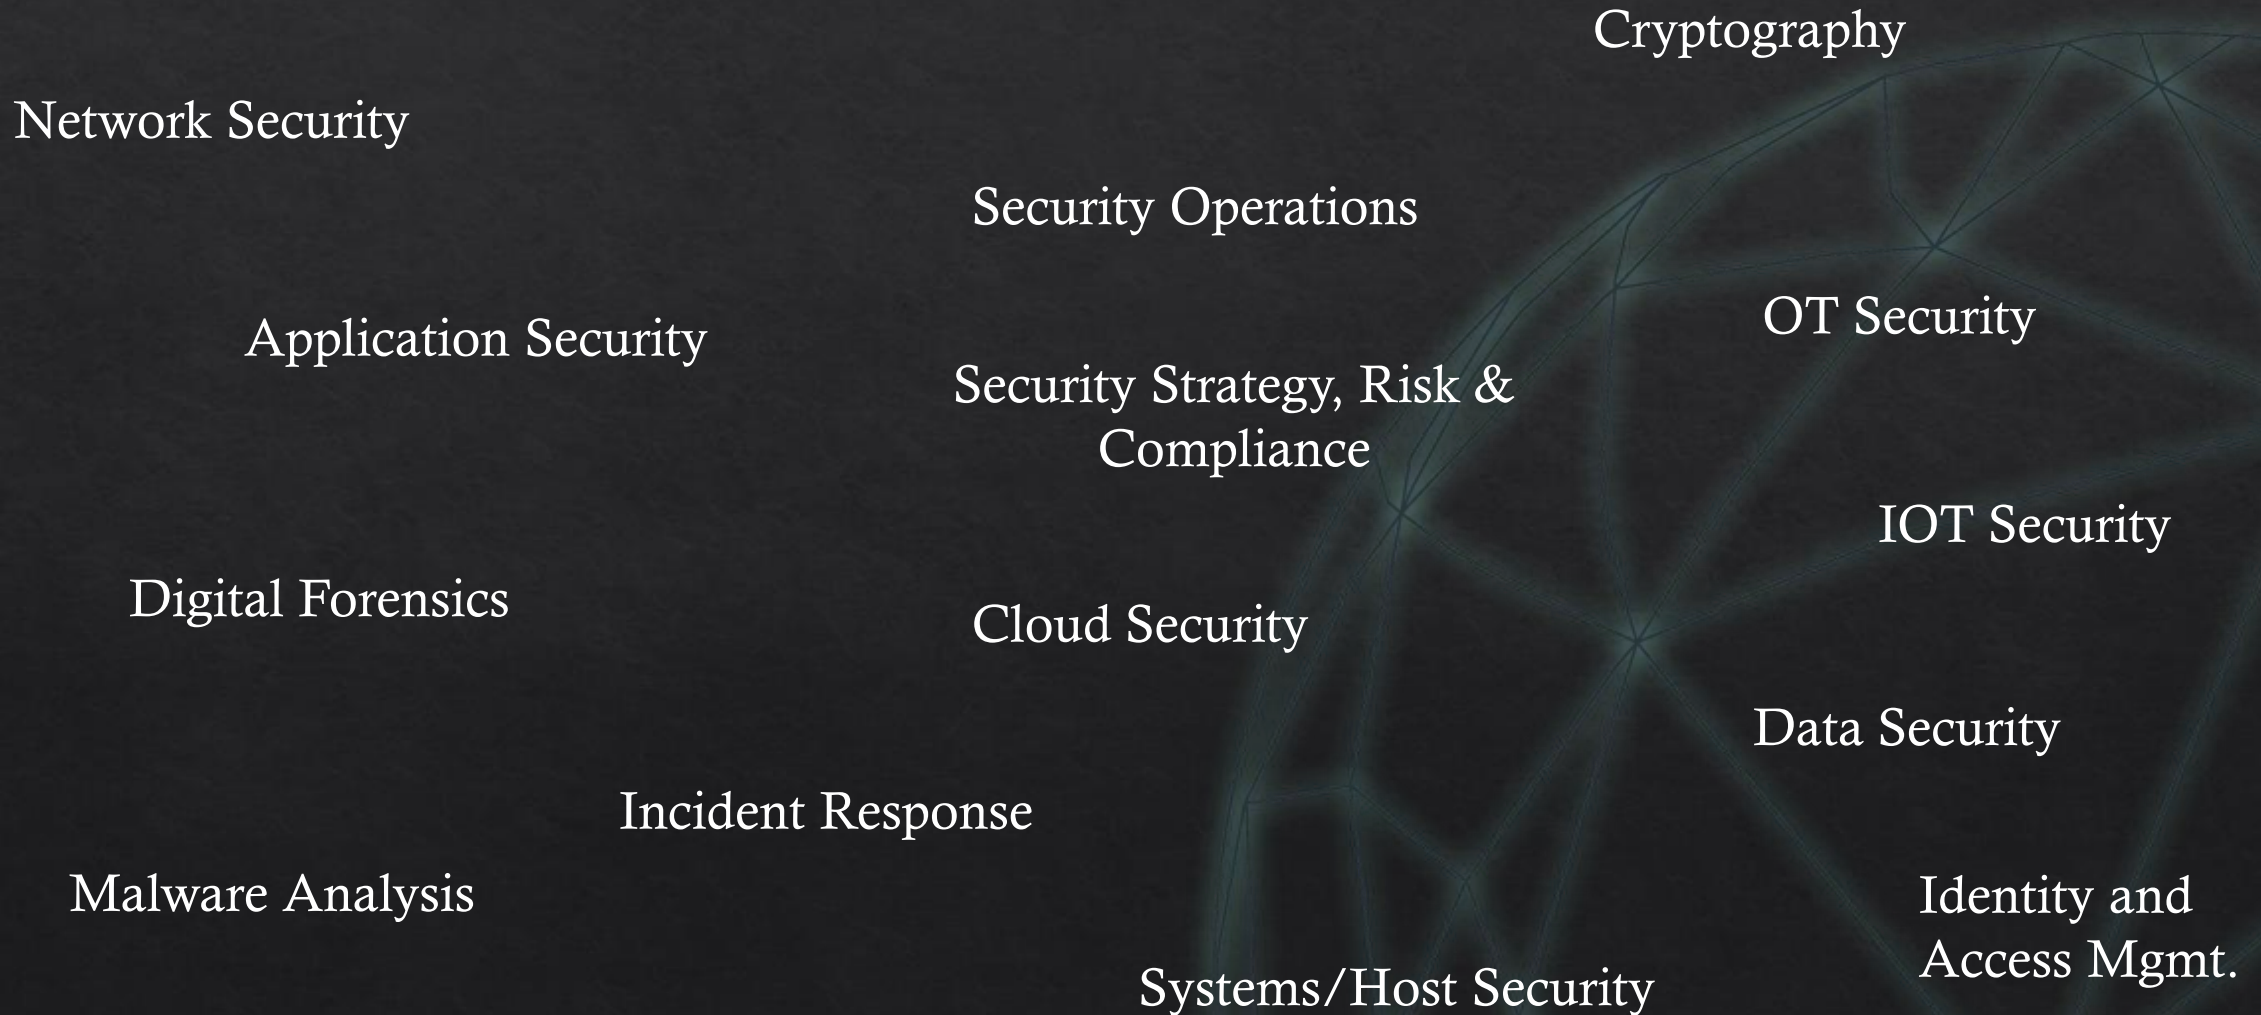 Cryptography
Network Security
Security Operations
OT Security
Application Security
Security Strategy, Risk &
Compliance
IOT Security
Digital Forensics
Cloud Security
Data Security
Incident Response
Malware Analysis
Identity and
Access Mgmt.
Systems/Host Security